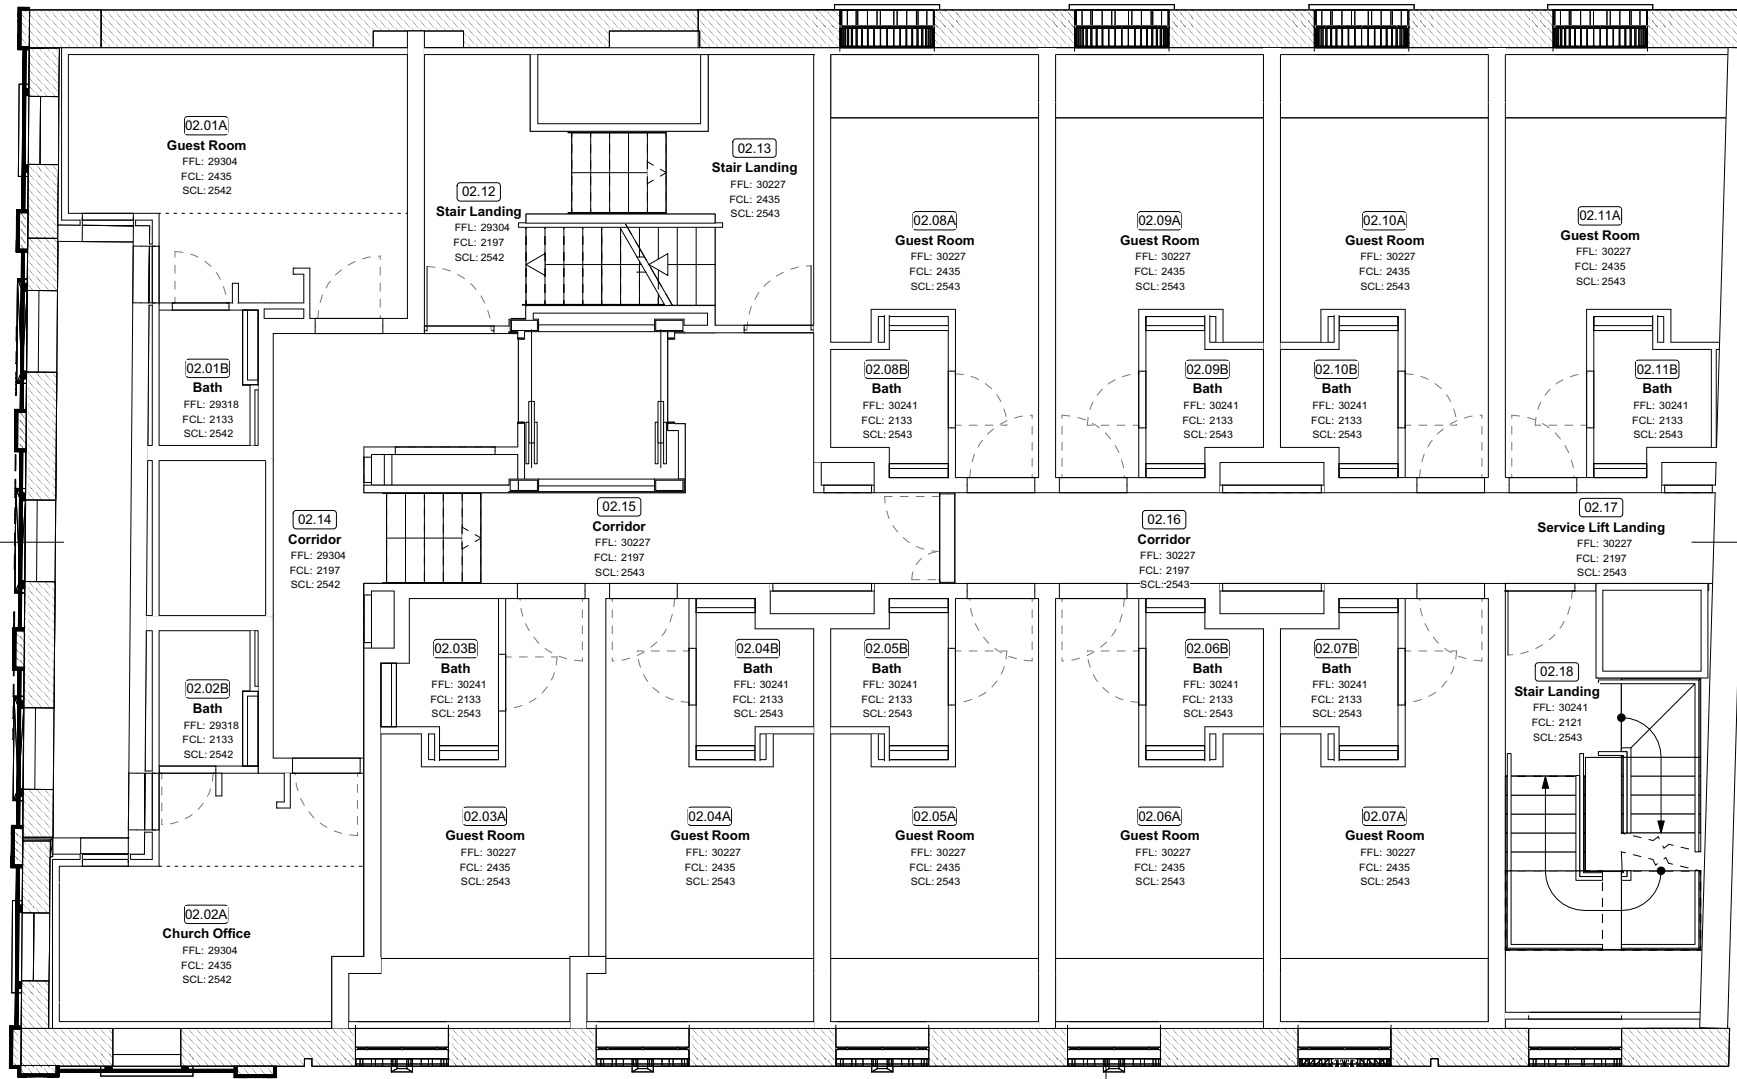 02.01A
Guest Room
FFL: 29304
FCL: 2435
SCL: 2542
02.12
Stair Landing
FFL: 29304
FCL: 2197
SCL: 2542
02.13
Stair Landing
FFL: 30227
FCL: 2435
SCL: 2543
02.08A
Guest Room
FFL: 30227
FCL: 2435
SCL: 2543
02.09A
Guest Room
FFL: 30227
FCL: 2435
SCL: 2543
02.10A
Guest Room
FFL: 30227
FCL: 2435
SCL: 2543
02.11A
Guest Room
FFL: 30227
FCL: 2435
SCL: 2543
02.01B
Bath
FFL: 29318
FCL: 2133
SCL: 2542
02.08B
Bath
FFL: 30241
FCL: 2133
SCL: 2543
02.09B
Bath
FFL: 30241
FCL: 2133
SCL: 2543
02.10B
Bath
FFL: 30241
FCL: 2133
SCL: 2543
02.11B
Bath
FFL: 30241
FCL: 2133
SCL: 2543
02.14
Corridor
FFL: 29304
FCL: 2197
SCL: 2542
02.15
Corridor
FFL: 30227
FCL: 2197
SCL: 2543
02.16
Corridor
FFL: 30227
FCL: 2197
SCL: 2543
02.17
Service Lift Landing
FFL: 30227
FCL: 2197
SCL: 2543
02.02B
Bath
FFL: 29318
FCL: 2133
SCL: 2542
02.03B
Bath
FFL: 30241
FCL: 2133
SCL: 2543
02.04B
Bath
FFL: 30241
FCL: 2133
SCL: 2543
02.05B
Bath
FFL: 30241
FCL: 2133
SCL: 2543
02.06B
Bath
FFL: 30241
FCL: 2133
SCL: 2543
02.07B
Bath
FFL: 30241
FCL: 2133
SCL: 2543
02.18
Stair Landing
FFL: 30241
FCL: 2121
SCL: 2543
02.02A
Church Office
FFL: 29304
FCL: 2435
SCL: 2542
02.03A
Guest Room
FFL: 30227
FCL: 2435
SCL: 2543
02.04A
Guest Room
FFL: 30227
FCL: 2435
SCL: 2543
02.05A
Guest Room
FFL: 30227
FCL: 2435
SCL: 2543
02.06A
Guest Room
FFL: 30227
FCL: 2435
SCL: 2543
02.07A
Guest Room
FFL: 30227
FCL: 2435
SCL: 2543